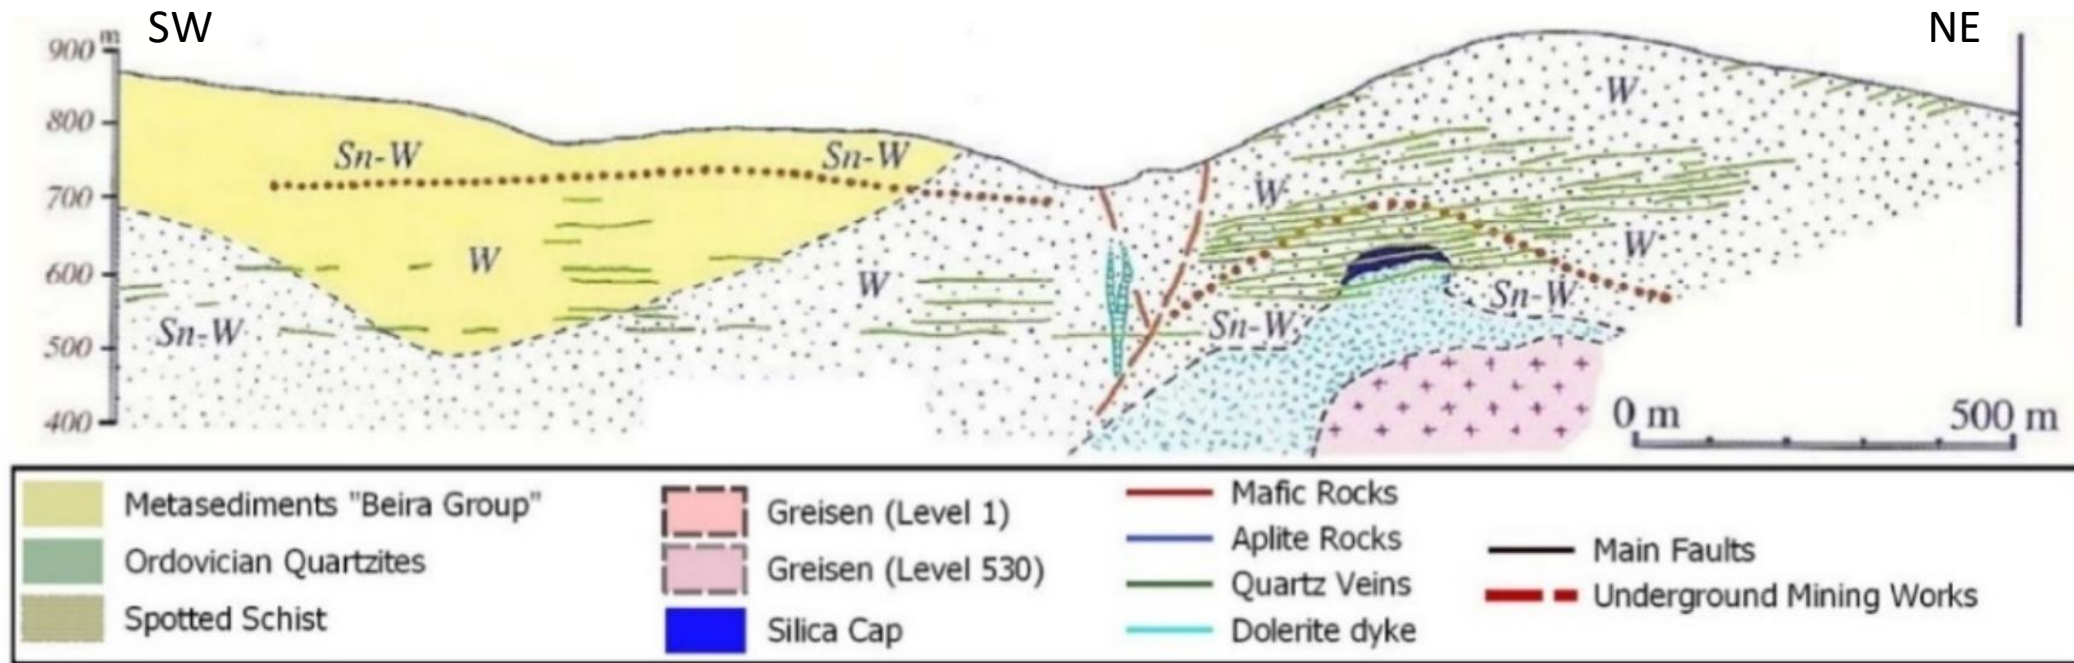 SW
NE
900 m
800
700
600
500
400
Sn-W
Sn-W
W
Sn-W
W
W
W
W
Sn-W
Sn-W
0 m
500 m
Metasediments "Beira Group"
Ordovician Quartzites
Spotted Schist
Greisen (Level 1)
Greisen (Level 530)
Silica Cap
Mafic Rocks
Aplite Rocks
Quartz Veins
Dolerite dyke
Main Faults
Underground Mining Works